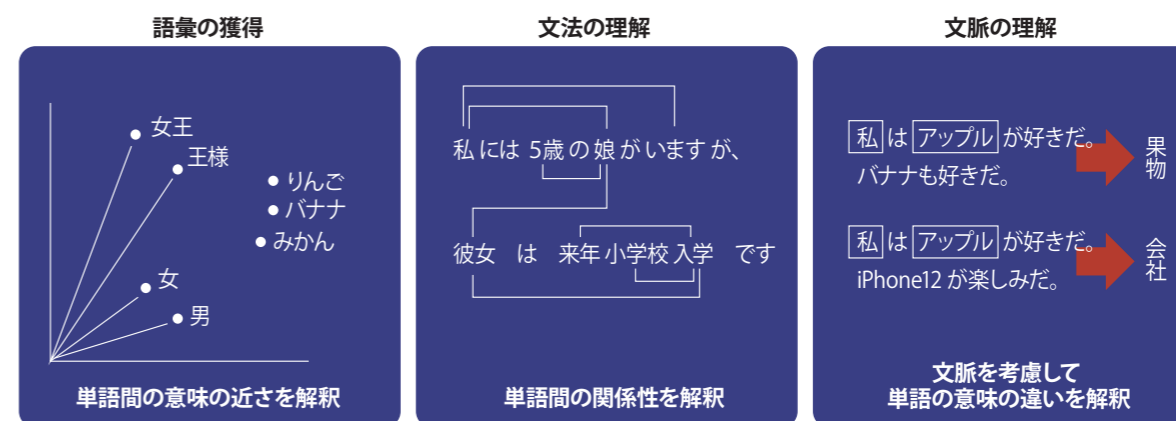 語彙の獲得
女王
王様
りんご
バナナ
みかん
女
男
単語間の意味の近さを解釈
文法の理解
私には 5歳の娘がいますが、
彼女 は 来年 小学校 入学 です
単語間の関係性を解釈
文脈の理解
私はアップルが好きだ。
バナナも好きだ。
果物
私はアップルが好きだ。
iPhone12 が楽しみだ。
会社
文脈を考慮して
単語の意味の違いを解釈